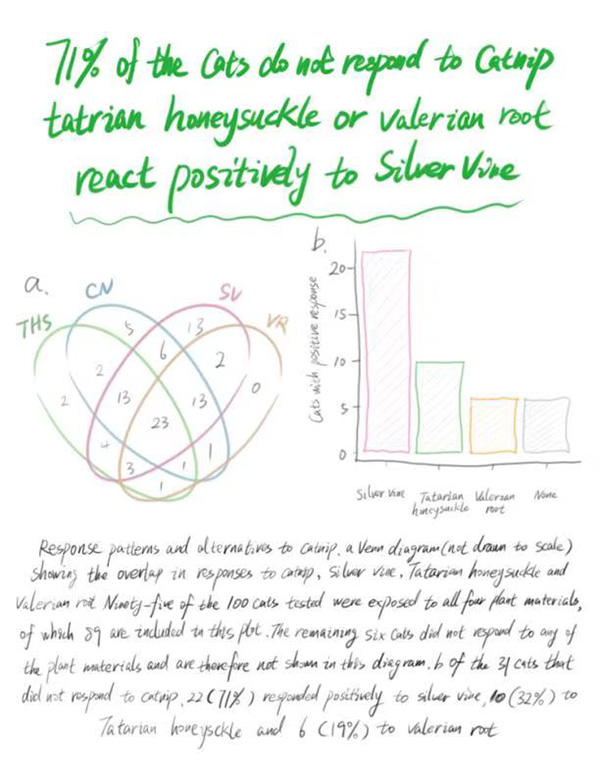 71% of the Cats do not respond to Catnip
tatrian honeysuckle or valerian root
react positively to Silver Vine
a.
THS
CN
SV
VR
5
13
2
6
2
2
13
13
0
23
4
3
1
1
1
b.
Cats with positive response
20
15
10
5
0
Silver Vine
Tatarian honeysuckle
Valerian root
None
Response patterns and alternatives to catnip. a Venn diagram (not drawn to scale)
showing the overlap in responses to catnip, Silver vine, Tatarian honeysuckle and
Valerian root Ninety-five of the 100 cats tested were exposed to all four plant materials,
of which 89 are included in this plot. The remaining six cats did not respond to any of
the plant materials and are therefore not shown in this diagram. b of the 31 cats that
did not respond to catnip, 22 (71%) responded positively to silver vine, 10 (32%) to
Tatarian honeysckle and 6 (19%) to valerian root